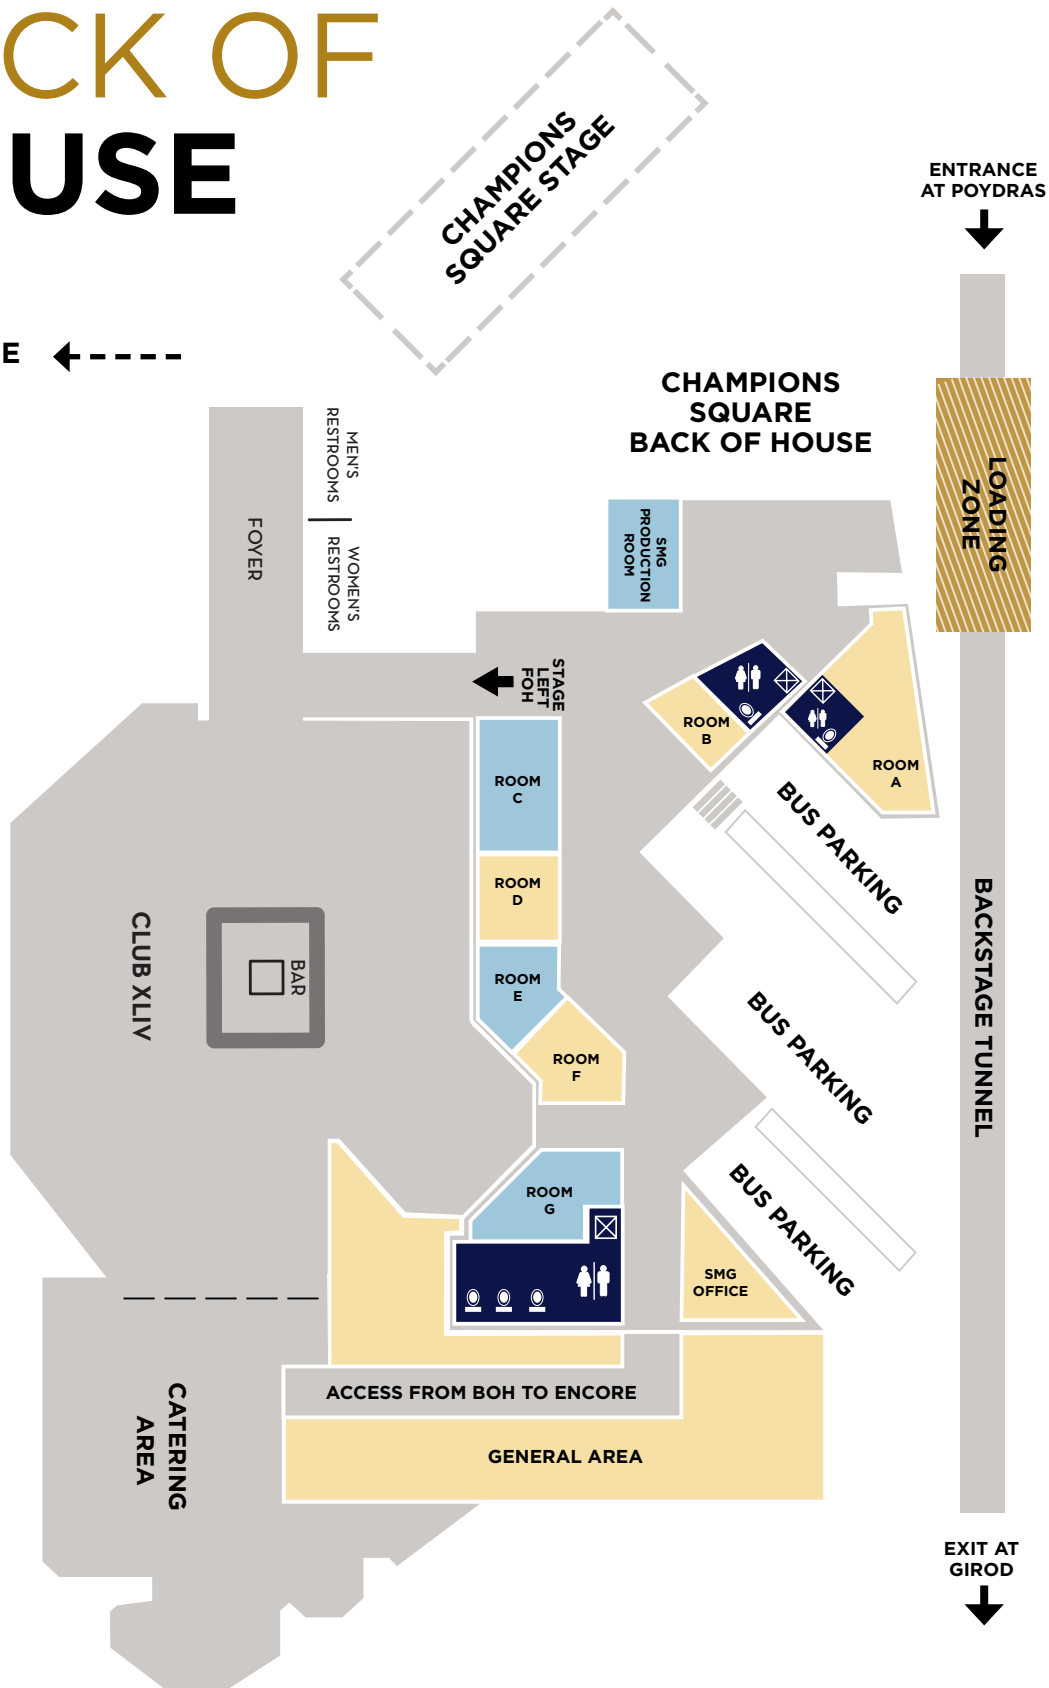 CK OF
USE
CHAMPIONS
SQUARE STAGE
ENTRANCE
AT POYDRAS
E
CHAMPIONS
SQUARE
BACK OF HOUSE
MEN'S
RESTROOMS
WOMEN'S
RESTROOMS
FOYER
SMG
PRODUCTION
ROOM
LOADING
ZONE
STAGE
LEFT
FOH
ROOM
B
ROOM
A
ROOM
C
BUS PARKING
ROOM
D
CLUB XLIV
BAR
ROOM
E
BACKSTAGE TUNNEL
BUS PARKING
ROOM
F
ROOM
G
BUS PARKING
SMG
OFFICE
ACCESS FROM BOH TO ENCORE
CATERING
AREA
GENERAL AREA
EXIT AT
GIROD